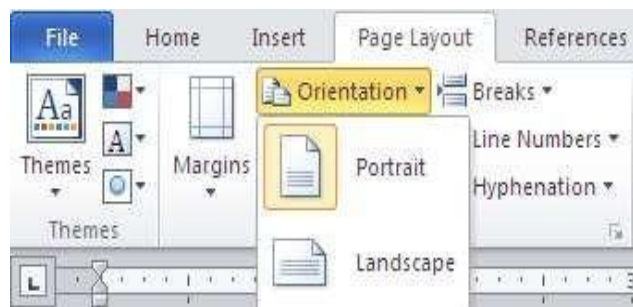 File Home Insert Page Layout References
Aa
A
Themes
Margins
Orientation
Breaks
Line Numbers
Hyphenation
Portrait
Landscape
Themes
L